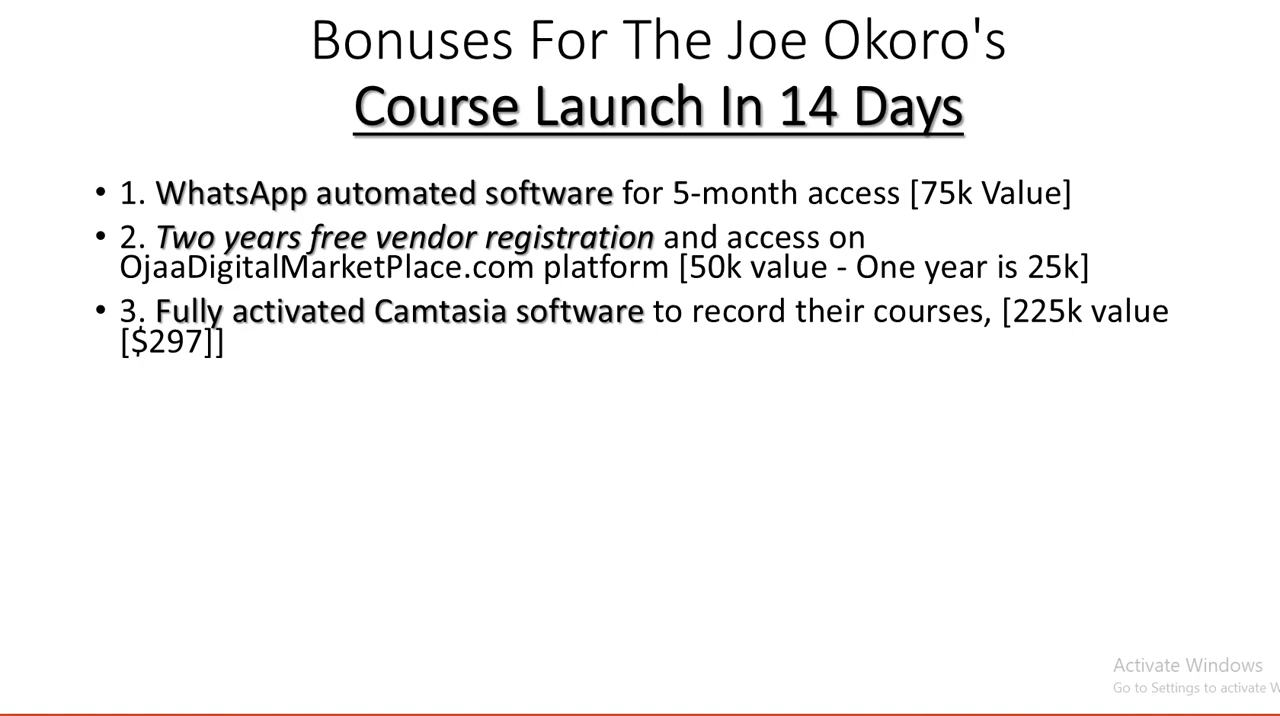 Bonuses For The Joe Okoro's
Course Launch In 14 Days
• 1. WhatsApp automated software for 5-month access [75k Value]
• 2. Two years free vendor registration and access on
OjaaDigitalMarketPlace.com platform [50k value - One year is 25k]
• 3. Fully activated Camtasia software to record their courses, [225k value
[$297]]
Activate Windows
Go to Settings to activate W